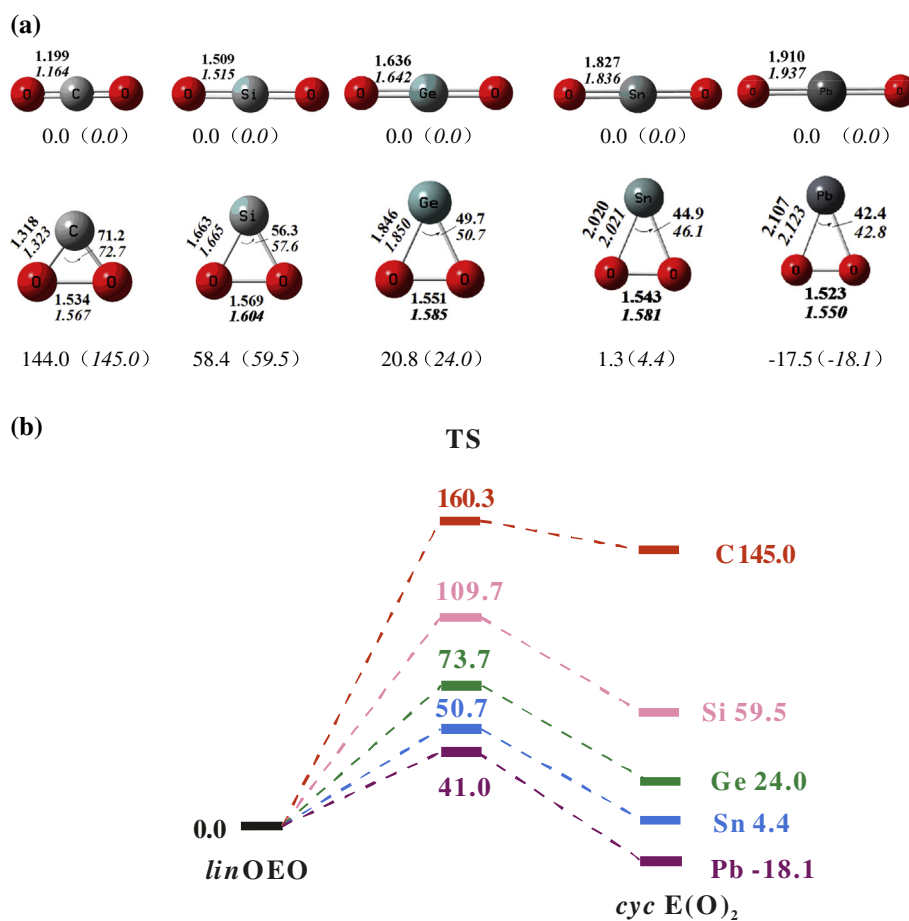 (a)
1.199 1.509 1.636 1.827 1.910
1.164 1.515 1.642 1.836 1.937
O C O O Si O O Ge O O Sn O O Pb O
0.0 (0.0) 0.0 (0.0) 0.0 (0.0) 0.0 (0.0) 0.0 (0.0)
C Si Ge Sn Pb
1.318 1.663 1.846 2.020 2.107
1.323 1.665 1.850 2.021 2.123
71.2 56.3 49.7 44.9 42.4
72.7 57.6 50.7 46.1 42.8
O O O O O O O O O O
1.534 1.569 1.551 1.543 1.523
1.567 1.604 1.585 1.581 1.550
144.0 (145.0) 58.4 (59.5) 20.8 (24.0) 1.3 (4.4) -17.5 (-18.1)
(b)
TS
160.3
C 145.0
109.7
73.7
Si 59.5
50.7
41.0
Ge 24.0
0.0
Sn 4.4
linOEO
Pb -18.1
cyc E(O)2